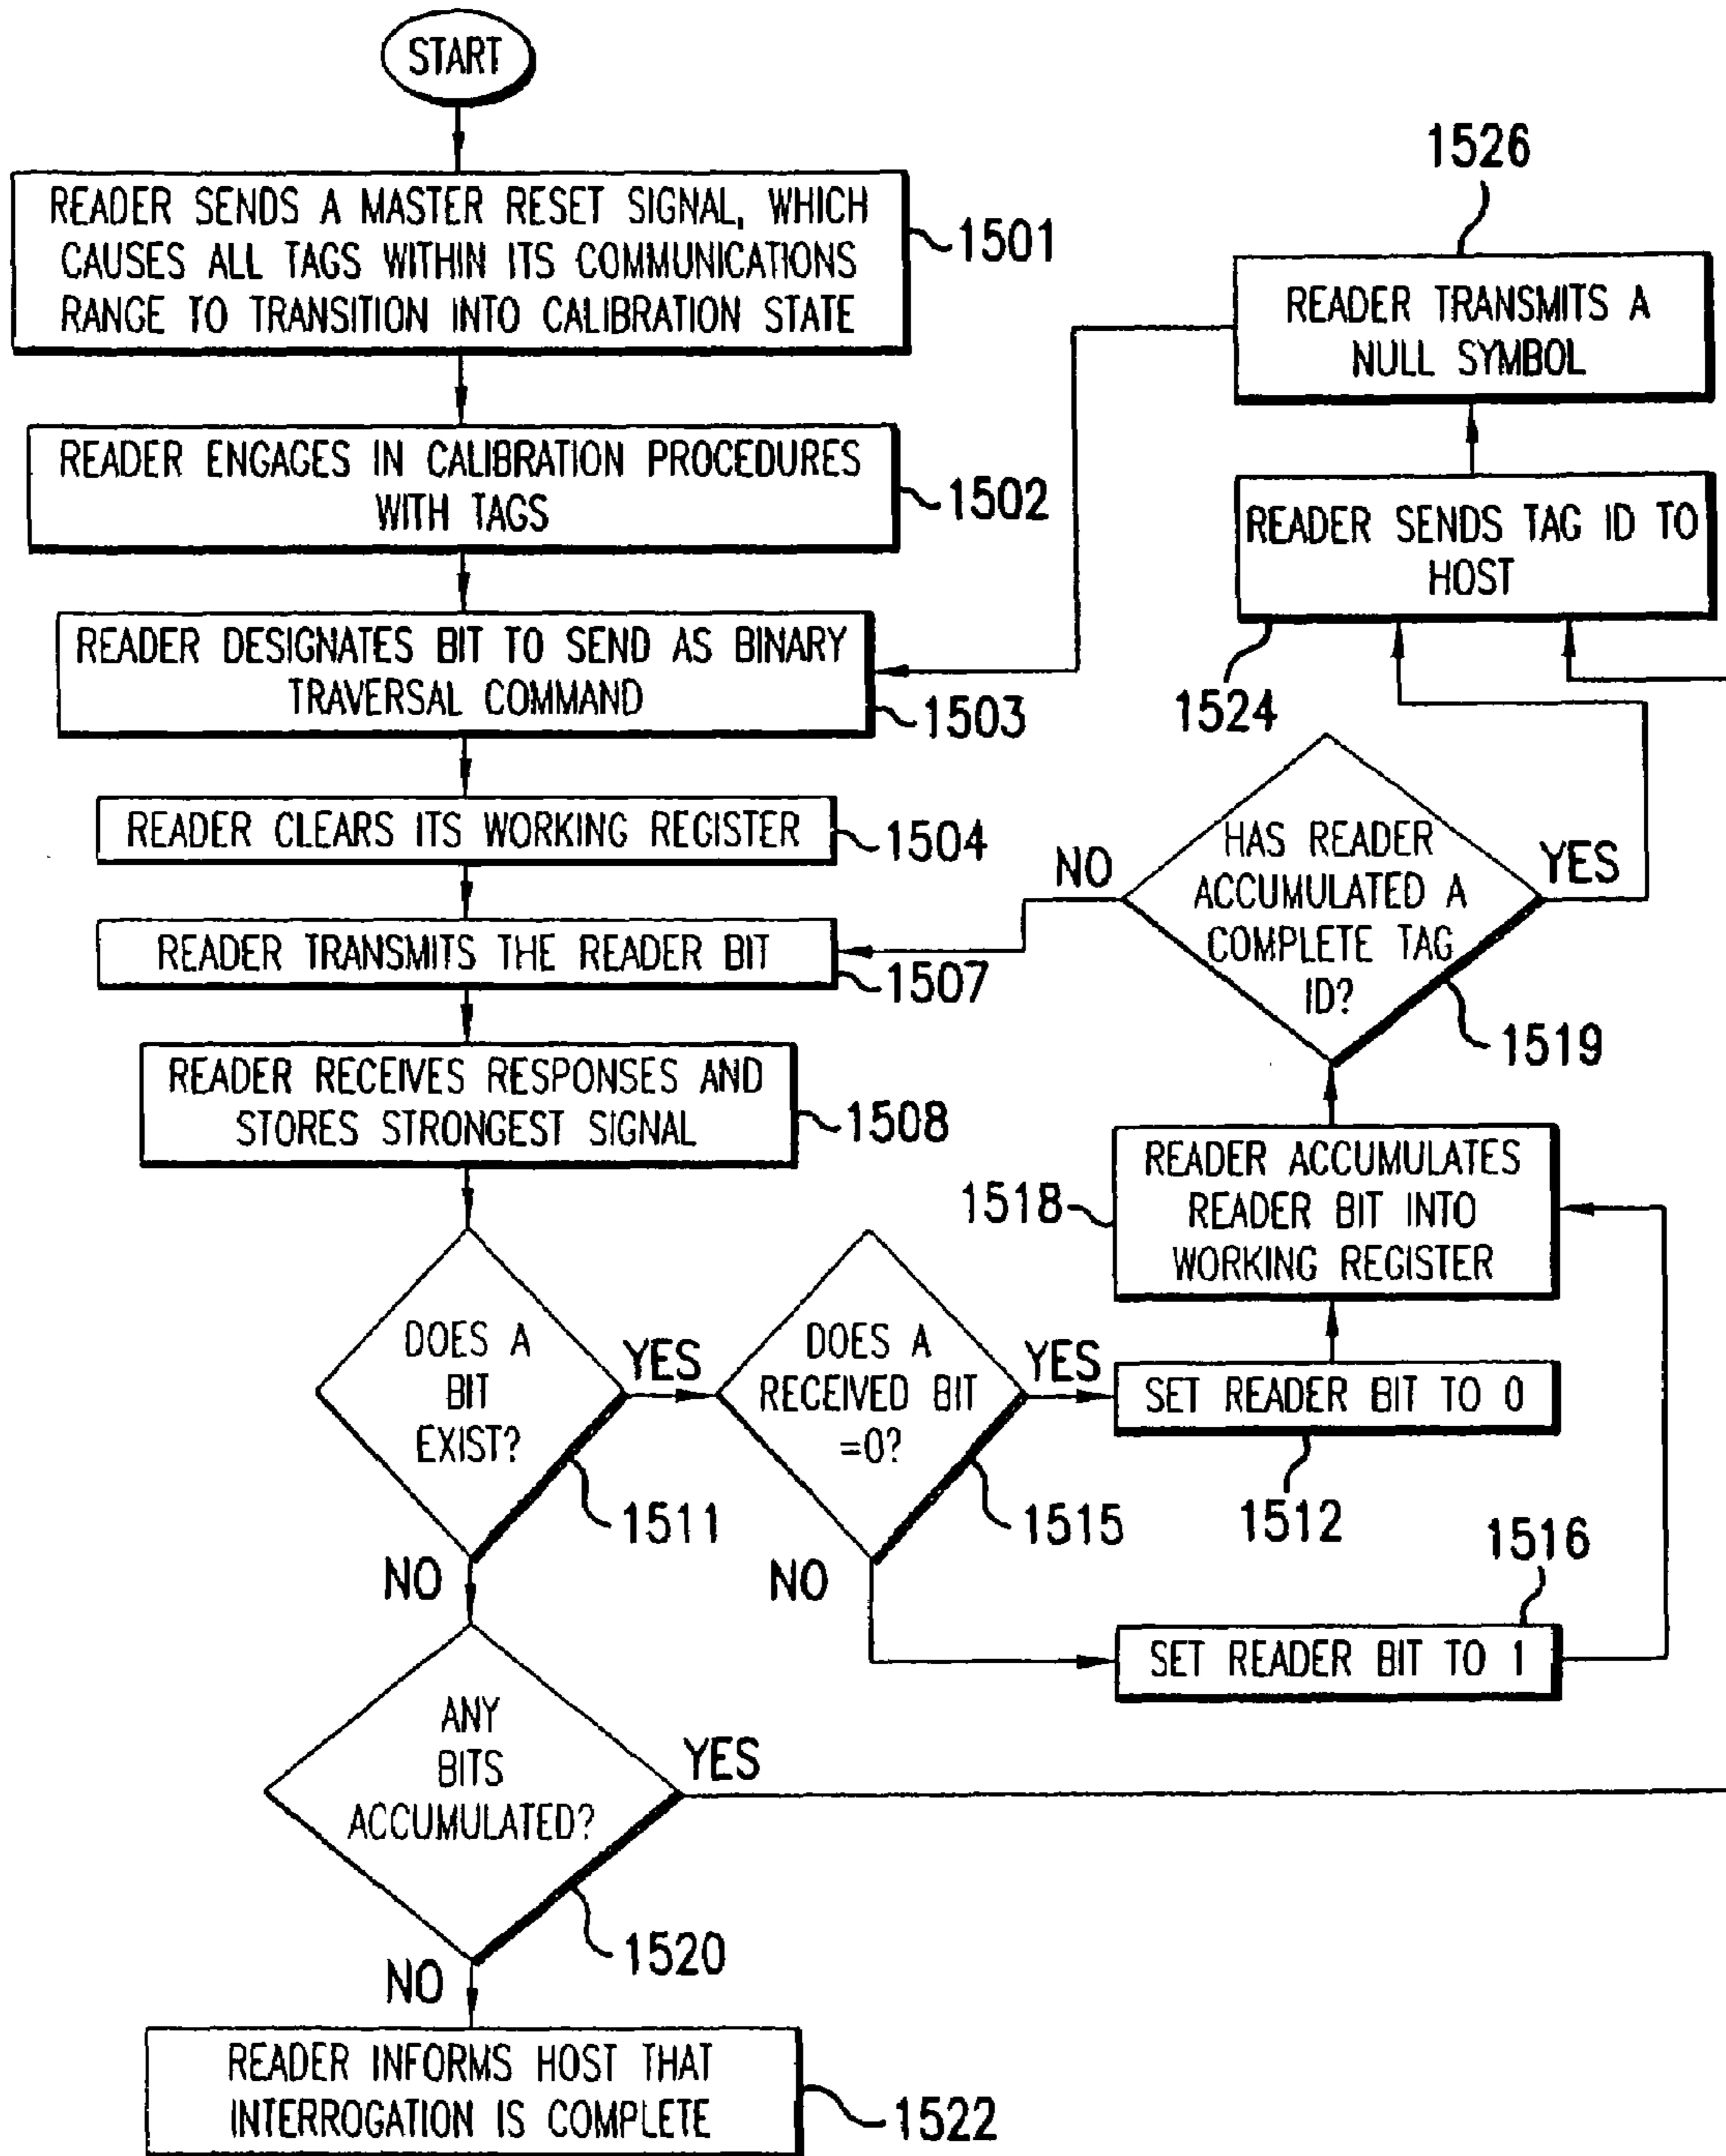 START
READER SENDS A MASTER RESET SIGNAL, WHICH
CAUSES ALL TAGS WITHIN ITS COMMUNICATIONS
RANGE TO TRANSITION INTO CALIBRATION STATE
1501
READER ENGAGES IN CALIBRATION PROCEDURES
WITH TAGS
1502
READER DESIGNATES BIT TO SEND AS BINARY
TRAVERSAL COMMAND
1503
READER CLEARS ITS WORKING REGISTER
1504
READER TRANSMITS THE READER BIT
1507
READER RECEIVES RESPONSES AND
STORES STRONGEST SIGNAL
1508
DOES A
BIT
EXIST?
1511
YES
NO
DOES A
RECEIVED BIT
=0?
1515
YES
NO
SET READER BIT TO 0
1512
SET READER BIT TO 1
1516
READER ACCUMULATES
READER BIT INTO
WORKING REGISTER
1518
HAS READER
ACCUMULATED A
COMPLETE TAG
ID?
1519
NO
YES
READER SENDS TAG ID TO
HOST
1524
READER TRANSMITS A
NULL SYMBOL
1526
ANY
BITS
ACCUMULATED?
1520
YES
NO
READER INFORMS HOST THAT
INTERROGATION IS COMPLETE
1522